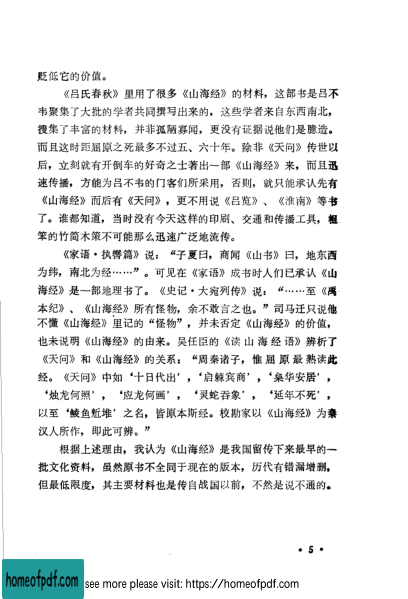 贬低它的价值。
《吕氏春秋》里用了很多《山海经》的材料，这部书是吕不
韦聚集了大批的学者共同撰写出来的，这些学者来自东西南北，
搜集了丰富的材料，并非孤陋寡闻，更没有证据说他们是臆造。
而且这时距屈原之死最多不过五、六十年。除非《天问》传世以
后，立刻就有开倒车的好奇之士著出一部《山海经》来，而且迅
速传播，方能为吕不韦的门客们所采用，否则，就只能承认先有
《山海经》而后有《天问》，更不用说《吕览》、《淮南》等书
了。谁都知道，当时没有今天这样的印刷、交通和传播工具，粗
笨的竹简木策不可能那么迅速广泛地流传。
《家语·执辔篇》说：“子夏曰，商闻《山书》曰，地东西
为纬，南北为经……”。可见在《家语》成书时人们已承认《山
海经》是一部地理书了。《史记·大宛列传》说：“……至《禹
本纪》、《山海经》所有怪物，余不敢言之也。”司马迁只说他
不懂《山海经》里记的“怪物”，并未否定《山海经》的价值，
也未说明《山海经》的由来。吴任臣的《读山海经语》辨析了
《天问》和《山海经》的关系：“周秦诸子，惟屈原最熟读此
经。《天问》中如‘十日代出’，‘启棘宾商’，‘枭华安居’，
‘烛龙何照’，‘应龙何画’，‘灵蛇吞象’，‘延年不死’，
以至‘鲮鱼鬿堆’之名，皆原本斯经。校勘家以《山海经》为秦
汉人所作，即此可辨。”
根据上述理由，我认为《山海经》是我国留传下来最早的一
批文化资料，虽然原书不全同于现在的版本，历代有错漏增删，
但最低限度，其主要材料也是传自战国以前，不然是说不通的。
• 5 •
homeofpdf.com
see more please visit: https://homeofpdf.com